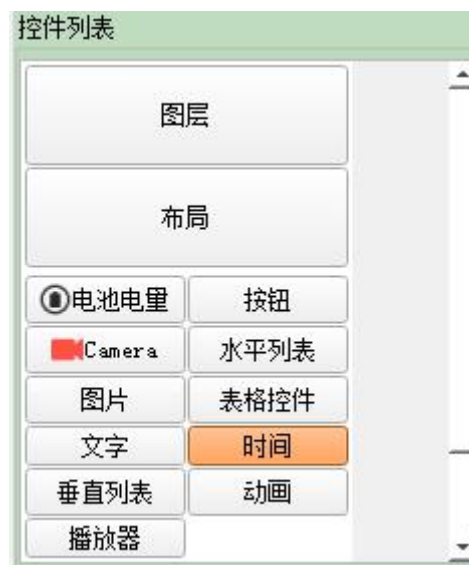 控件列表
图层
布局
电池电量 按钮
Camera 水平列表
图片 表格控件
文字 时间
垂直列表 动画
播放器